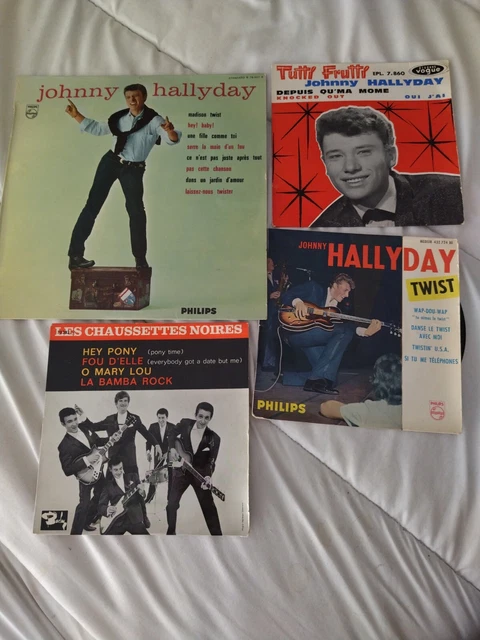 johnny hallyday
PHILIPS
madison twist
hey! baby!
une fille comme toi
serre la main d'un fou
ce n'est pas juste après tout
pas cette chanson
dans un jardin d'amour
laissez-nous twister
PHILIPS
Tutti Frutti EPL. 7.860
vogue
Johnny HALLYDAY
DEPUIS QU'MA MOME
KNOCKED OUT OUI J'AI
JOHNNY HALLYDAY
TWIST
WAP-DOU-WAP
DANSE LE TWIST
AVEC MOI
TWISTIN' U.S.A.
SI TU ME TÉLÉPHONES
PHILIPS
LES CHAUSSETTES NOIRES
HEY PONY (pony time)
FOU D'ELLE (everybody got a date but me)
O MARY LOU
LA BAMBA ROCK